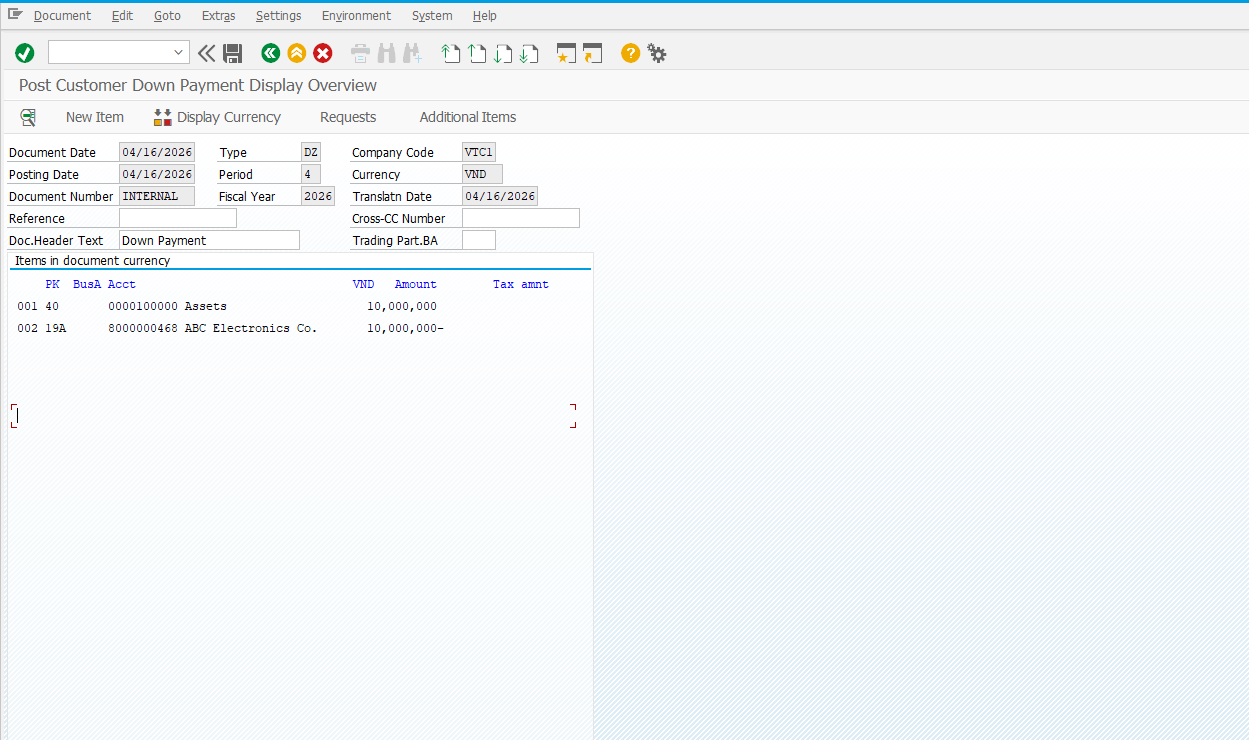 Document Edit Goto Extras Settings Environment System Help
Post Customer Down Payment Display Overview
New Item Display Currency Requests Additional Items
Document Date 04/16/2026 Type DZ Company Code VTC1
Posting Date 04/16/2026 Period 4 Currency VND
Document Number INTERNAL Fiscal Year 2026 Translatn Date 04/16/2026
Reference Cross-CC Number
Doc.Header Text Down Payment Trading Part.BA
Items in document currency
PK BusA Acct VND Amount Tax amnt
001 40 0000100000 Assets 10,000,000
002 19A 8000000468 ABC Electronics Co. 10,000,000-